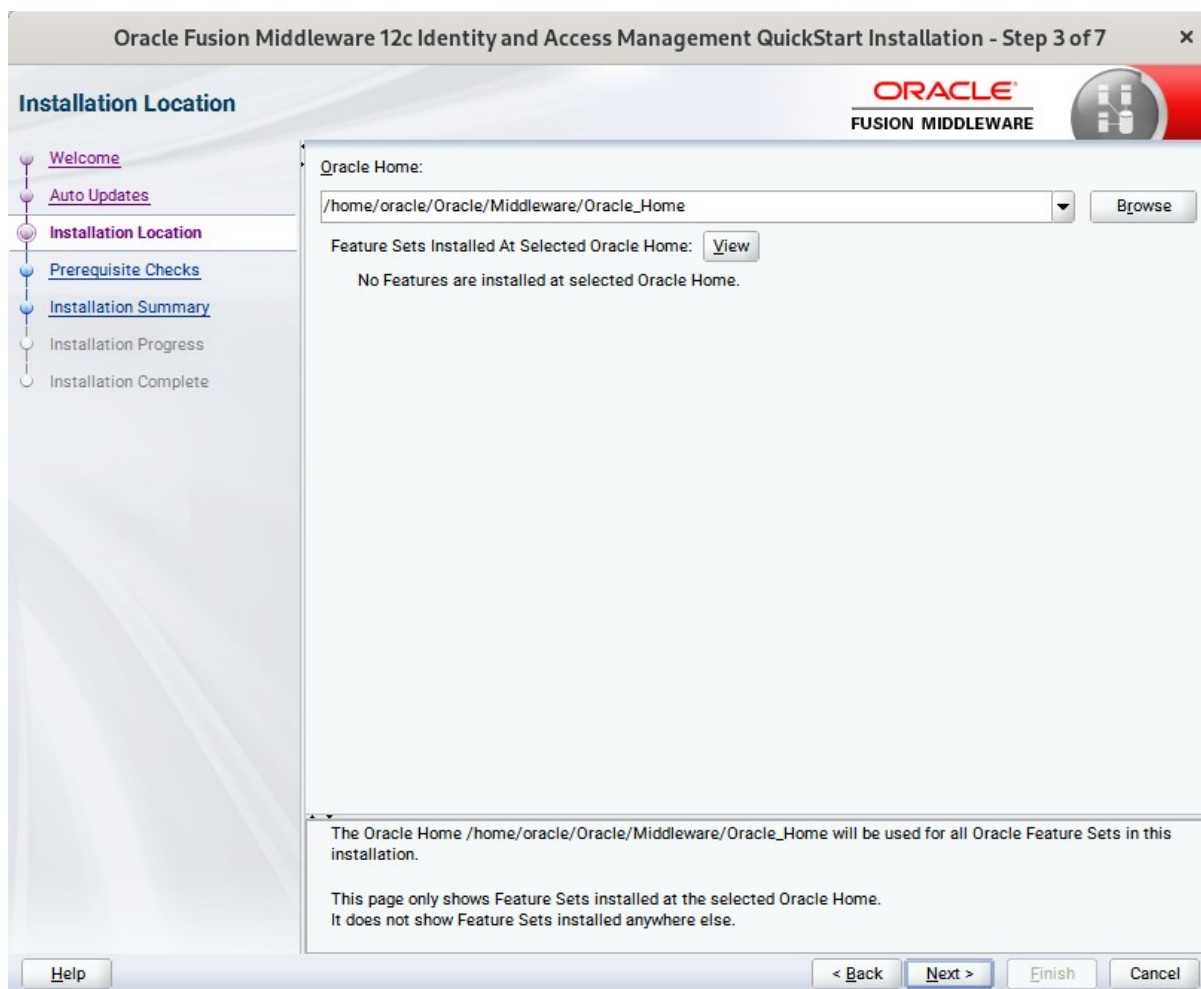 Oracle Fusion Middleware 12c Identity and Access Management QuickStart Installation - Step 3 of 7
Installation Location
ORACLE
FUSION MIDDLEWARE
Welcome
Auto Updates
Installation Location
Prerequisite Checks
Installation Summary
Installation Progress
Installation Complete
Oracle Home:
/home/oracle/Oracle/Middleware/Oracle_Home
Browse
Feature Sets Installed At Selected Oracle Home: View
No Features are installed at selected Oracle Home.
The Oracle Home /home/oracle/Oracle/Middleware/Oracle_Home will be used for all Oracle Feature Sets in this
installation.
This page only shows Feature Sets installed at the selected Oracle Home.
It does not show Feature Sets installed anywhere else.
Help
< Back Next > Finish Cancel